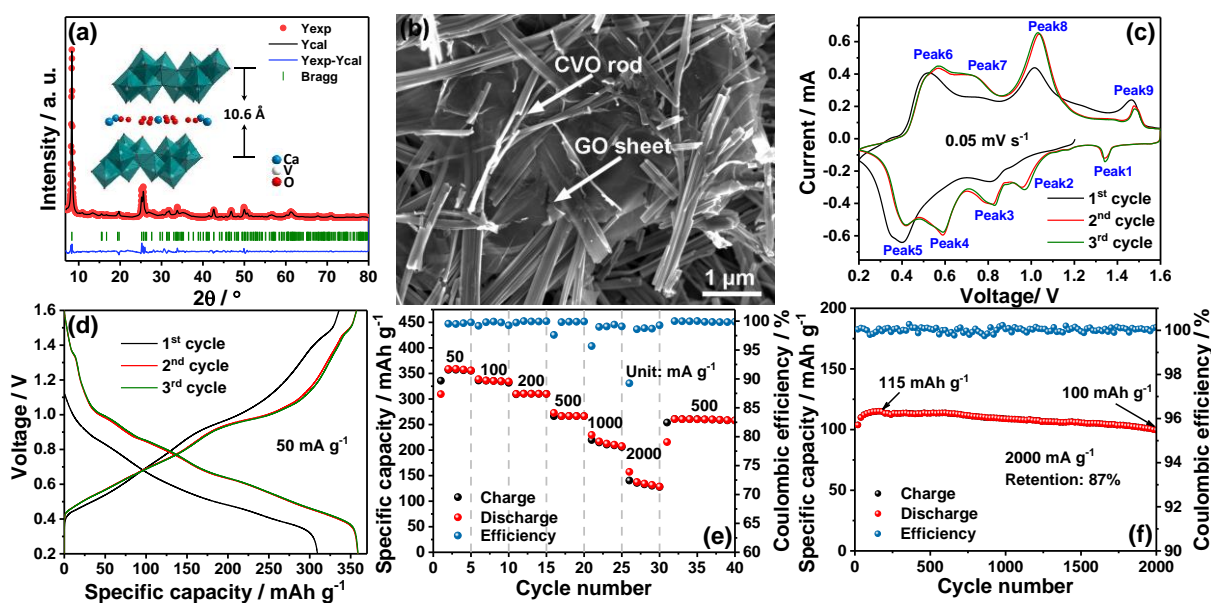 (a)
Yexp
Ycal
Yexp-Ycal
Bragg
10.6 Å
Ca
V
O
Intensity / a. u.
10 20 30 40 50 60 70 80
2θ / °
(b)
CVO rod
GO sheet
1 μm
(c)
Peak8
Peak6
Peak7
Peak9
0.05 mV s⁻¹
Peak1
Peak2
Peak3
Peak4
Peak5
1ˢᵗ cycle
2ⁿᵈ cycle
3ʳᵈ cycle
Current / mA
0.8
0.4
0.0
-0.4
-0.8
0.2 0.4 0.6 0.8 1.0 1.2 1.4 1.6
Voltage/ V
(d)
1ˢᵗ cycle
2ⁿᵈ cycle
3ʳᵈ cycle
50 mA g⁻¹
Voltage / V
1.6
1.4
1.2
1.0
0.8
0.6
0.4
0.2
0 50 100 150 200 250 300 350
Specific capacity / mAh g⁻¹
Specific capacity / mAh g⁻¹
450
400
350
300
250
200
150
100
50
0
50
100
200
500
1000
2000
500
Unit: mA g⁻¹
Charge
Discharge
Efficiency
(e)
100
95
90
85
80
75
70
65
60
Coulombic efficiency / %
0 5 10 15 20 25 30 35 40
Cycle number
Specific capacity / mAh g⁻¹
250
200
150
100
50
0
115 mAh g⁻¹
100 mAh g⁻¹
2000 mA g⁻¹
Retention: 87%
Charge
Discharge
Efficiency
(f)
100
98
96
94
92
90
Coulombic efficiency / %
0 500 1000 1500 2000
Cycle number